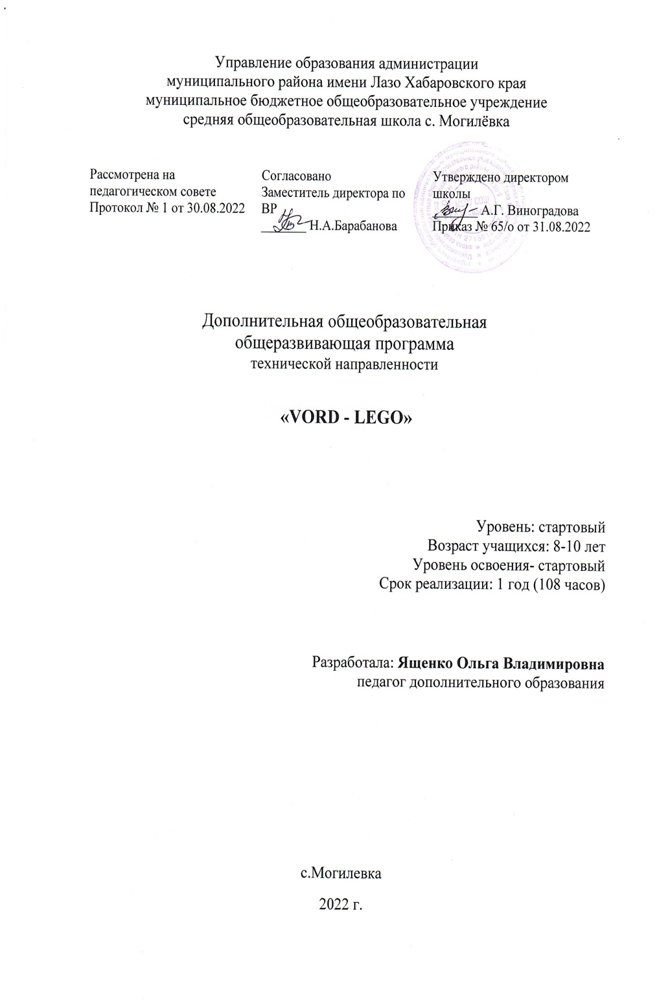 Управление образования администрации
муниципального района имени Лазо Хабаровского края
муниципальное бюджетное общеобразовательное учреждение
средняя общеобразовательная школа с. Могилёвка
Рассмотрена на
педагогическом совете
Протокол № 1 от 30.08.2022
Согласовано
Заместитель директора по
ВР
Н.А.Барабанова
Утверждено директором
школы
А.Г. Виноградова
Приказ № 65/о от 31.08.2022
Дополнительная общеобразовательная
общеразвивающая программа
технической направленности
«VORD - LEGO»
Уровень: стартовый
Возраст учащихся: 8-10 лет
Уровень освоения- стартовый
Срок реализации: 1 год (108 часов)
Разработала: Ященко Ольга Владимировна
педагог дополнительного образования
с.Могилевка
2022 г.